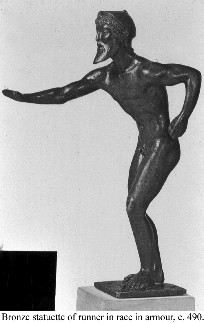 Bronze statuette of runner in race in armour, c. 490.